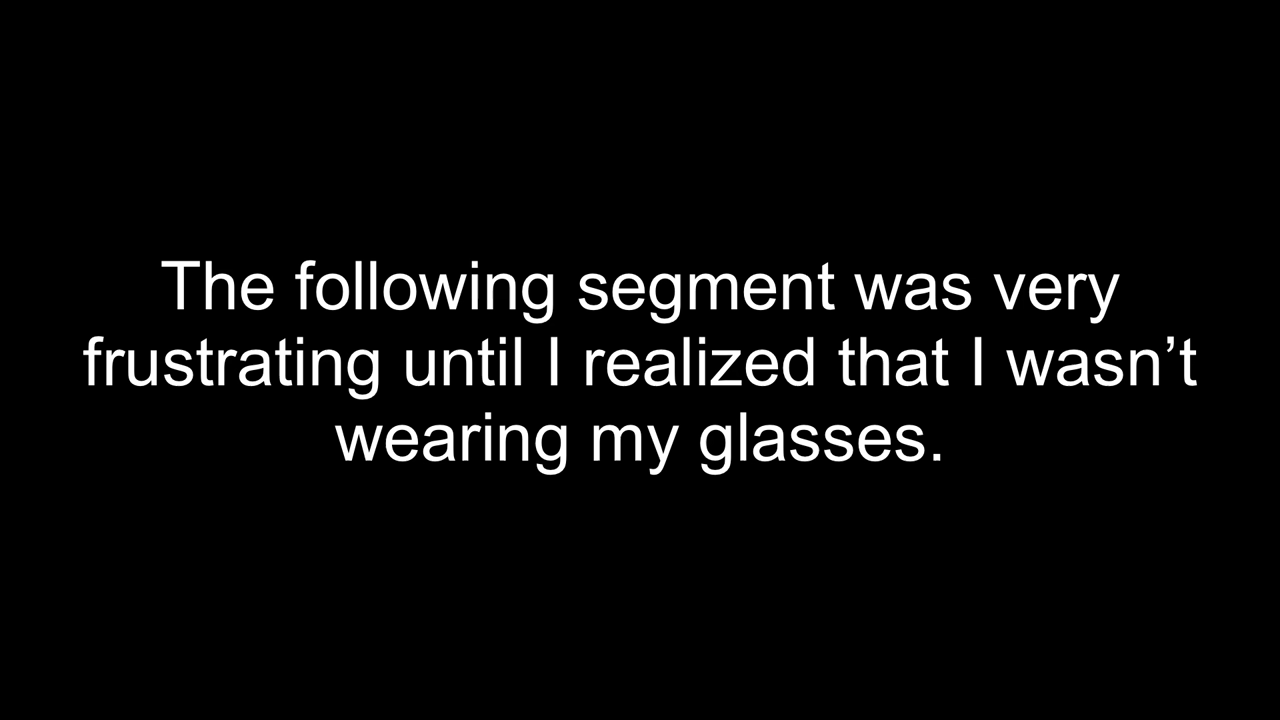 The following segment was very
frustrating until I realized that I wasn’t
wearing my glasses.